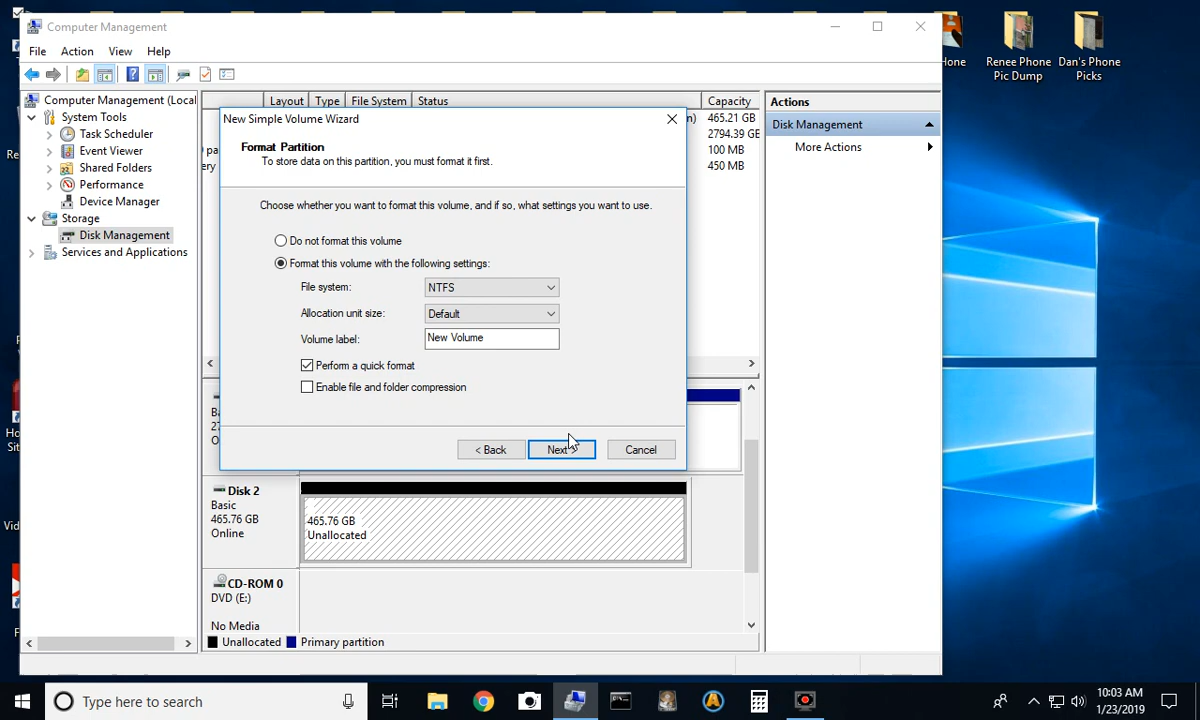 Computer Management
File Action View Help
Computer Management (Local
System Tools
Task Scheduler
Event Viewer
Shared Folders
Performance
Device Manager
Storage
Disk Management
Services and Applications
Layout Type File System Status Capacity
n) 465.21 GB
2794.39 GB
100 MB
450 MB
Actions
Disk Management
More Actions
New Simple Volume Wizard
Format Partition
To store data on this partition, you must format it first.
Choose whether you want to format this volume, and if so, what settings you want to use.
Do not format this volume
Format this volume with the following settings:
File system: NTFS
Allocation unit size: Default
Volume label: New Volume
Perform a quick format
Enable file and folder compression
< Back Next Cancel
Disk 2
Basic
465.76 GB
Online
465.76 GB
Unallocated
CD-ROM 0
DVD (E:)
No Media
Unallocated Primary partition
Renee Phone
Pic Dump
Dan's Phone
Picks
Type here to search
10:03 AM
1/23/2019